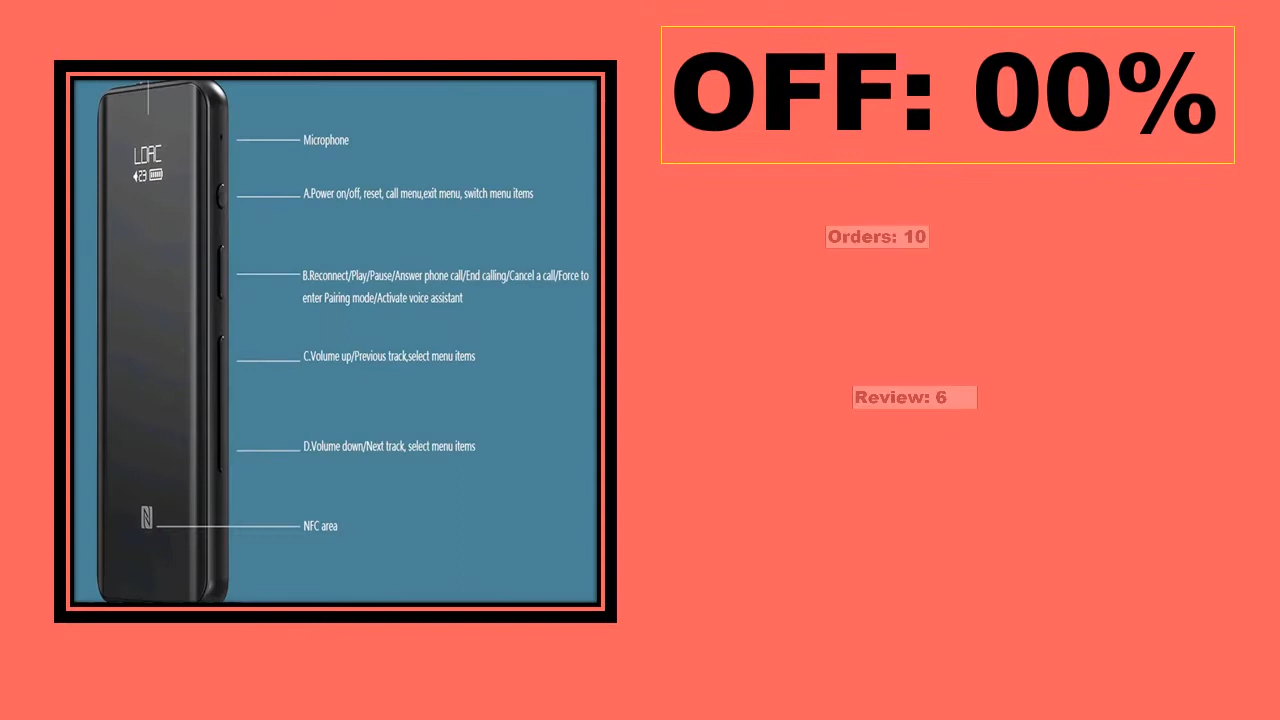 OFF: 00%
LDAC
23
Microphone
A.Power on/off, reset, call menu,exit menu, switch menu items
B.Reconnect/Play/Pause/Answer phone call/End calling/Cancel a call/Force to
enter Pairing mode/Activate voice assistant
C.Volume up/Previous track,select menu items
D.Volume down/Next track, select menu items
NFC area
Orders: 10
Review: 6